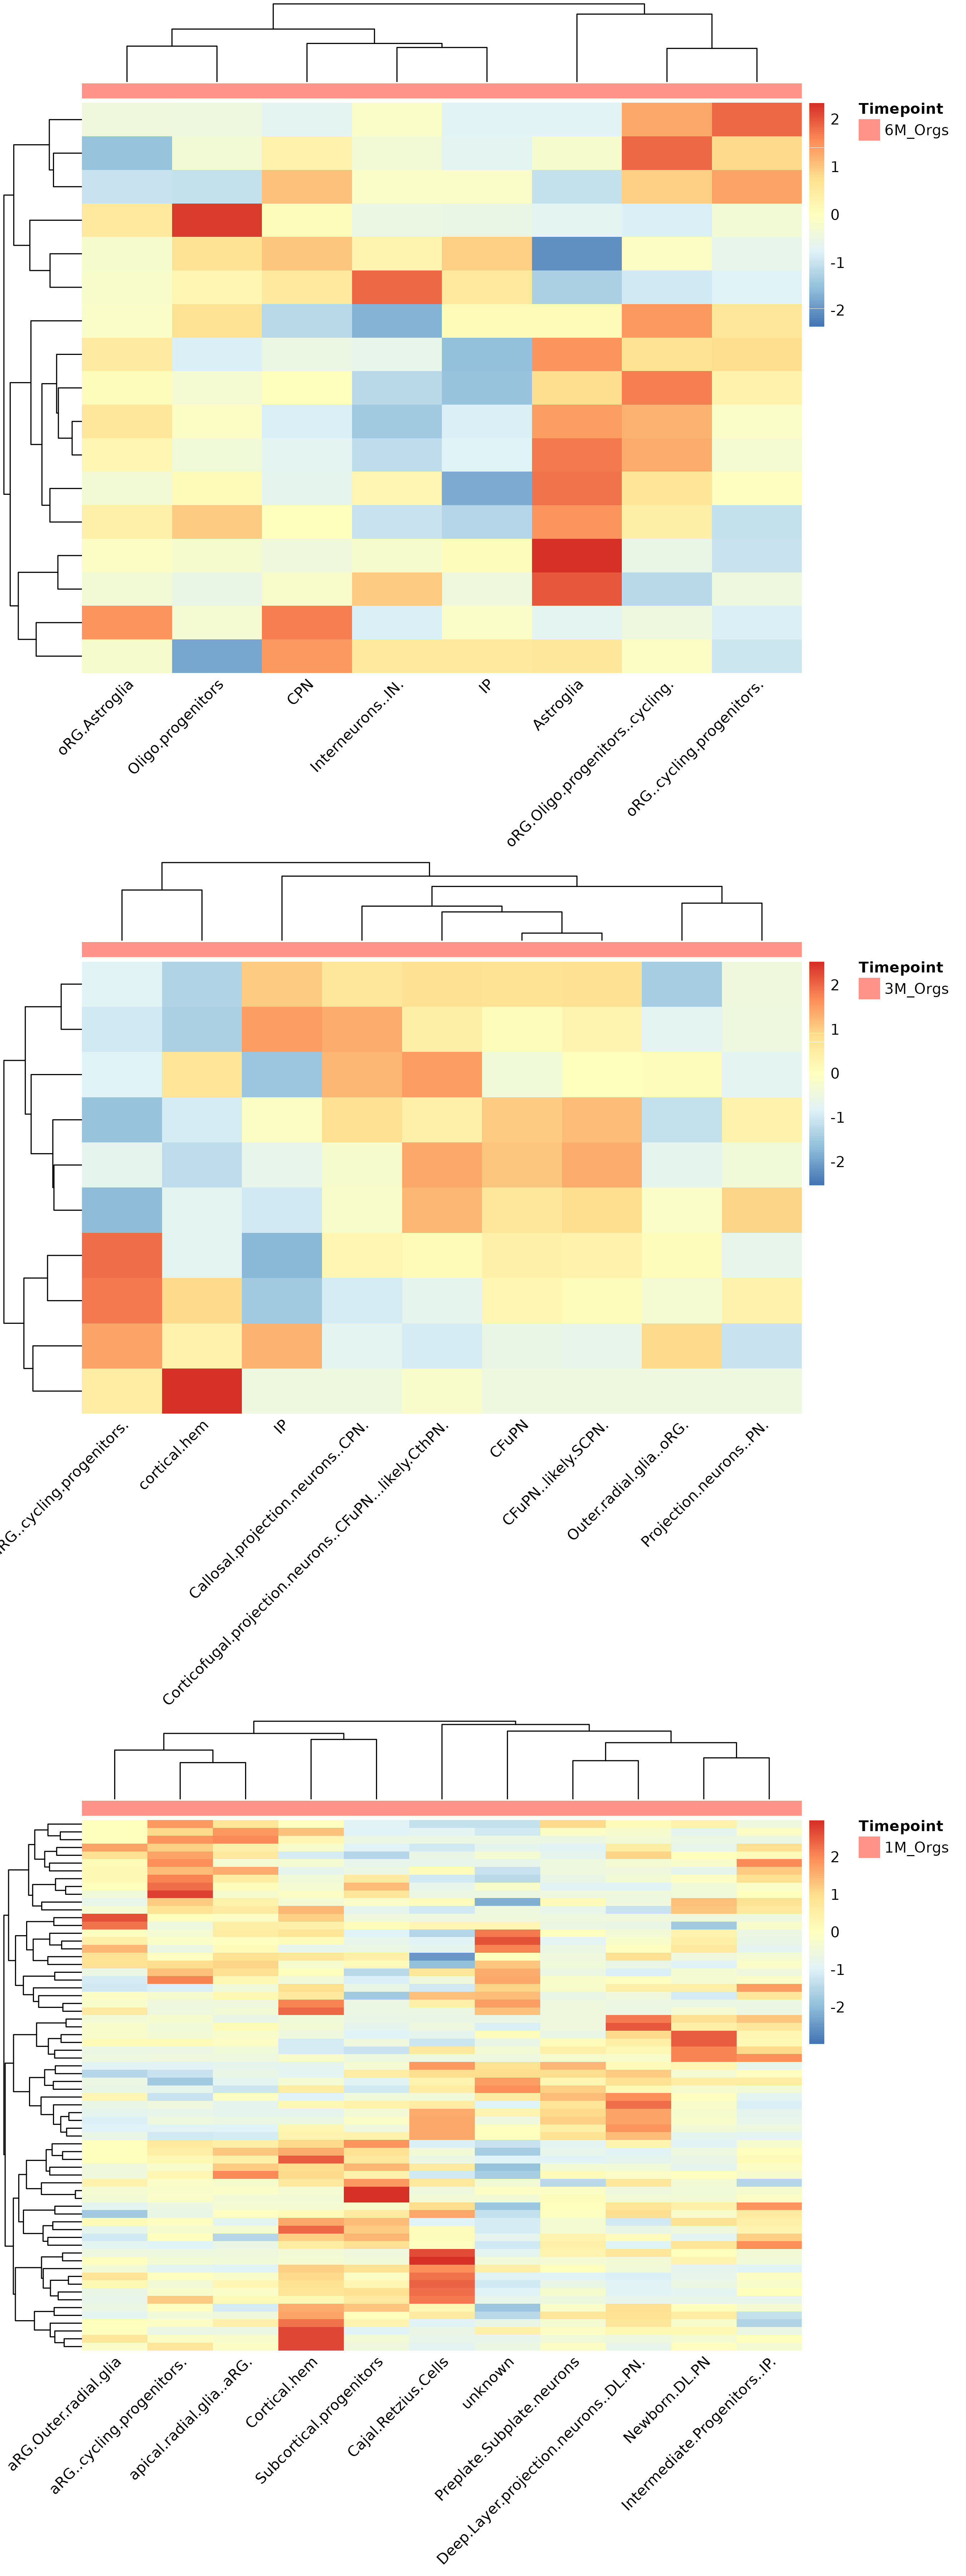 Timepoint
6M_Orgs
2
1
0
-1
-2
oRG.Astroglia
Oligo.progenitors
CPN
Interneurons..IN.
IP
Astroglia
oRG.Oligo.progenitors..cycling.
oRG..cycling.progenitors.
Timepoint
3M_Orgs
2
1
0
-1
-2
RG..cycling.progenitors.
cortical.hem
IP
Callosal.projection.neurons..CPN.
Corticofugal.projection.neurons..CFuPN...likely.CthPN.
CFuPN
CFuPN..likely.SCPN.
Outer.radial.glia..oRG.
Projection.neurons..PN.
Timepoint
1M_Orgs
2
1
0
-1
-2
aRG.Outer.radial.glia
aRG..cycling.progenitors.
apical.radial.glia..aRG.
Cortical.hem
Subcortical.progenitors
Cajal.Retzius.Cells
unknown
Preplate.Subplate.neurons
Deep.Layer.projection.neurons..DL.PN.
Newborn.DL.PN
Intermediate.Progenitors..IP.